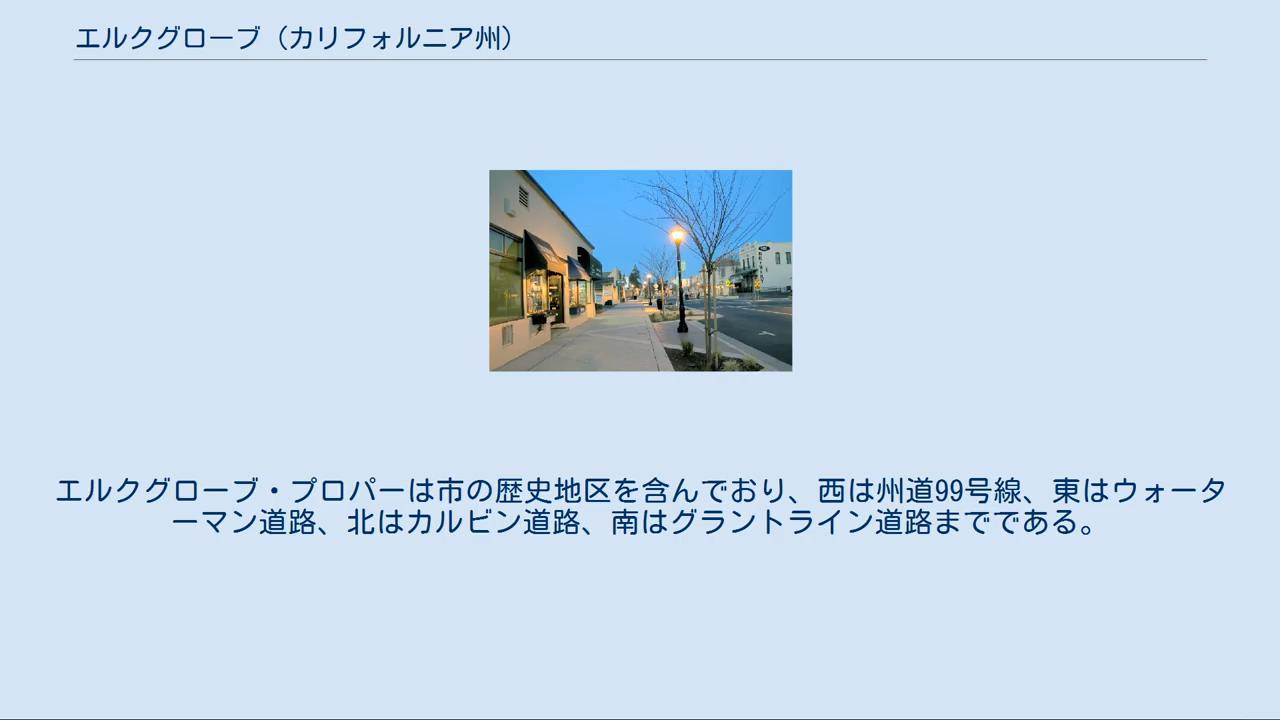 エルクグローブ（カリフォルニア州）
エルクグローブ・プロパーは市の歴史地区を含んでおり、西は州道99号線、東はウォータ
ーマン道路、北はカルビン道路、南はグラントライン道路までである。